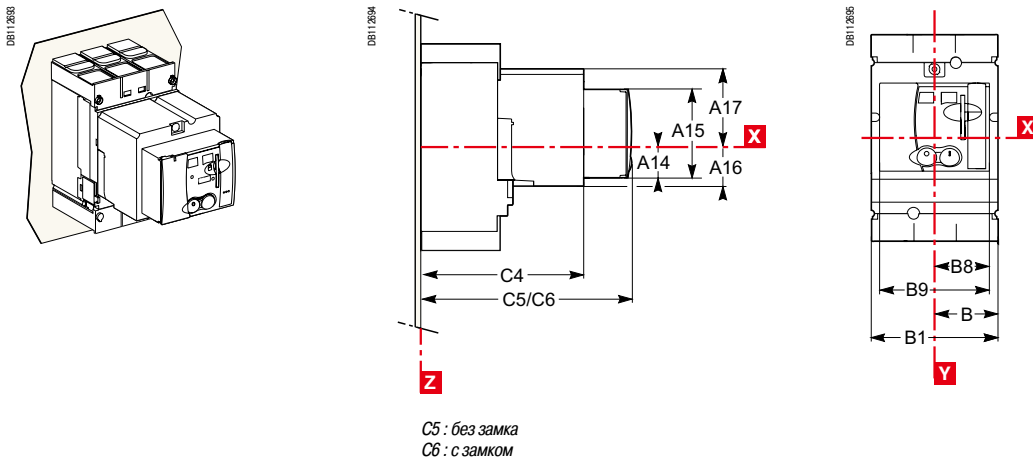 DB112693
DB112694
DB112695
A17
A15
X
A14
A16
C4
C5/C6
Z
X
B8
B9
B
B1
Y
C5 : без замка
C6 : с замком